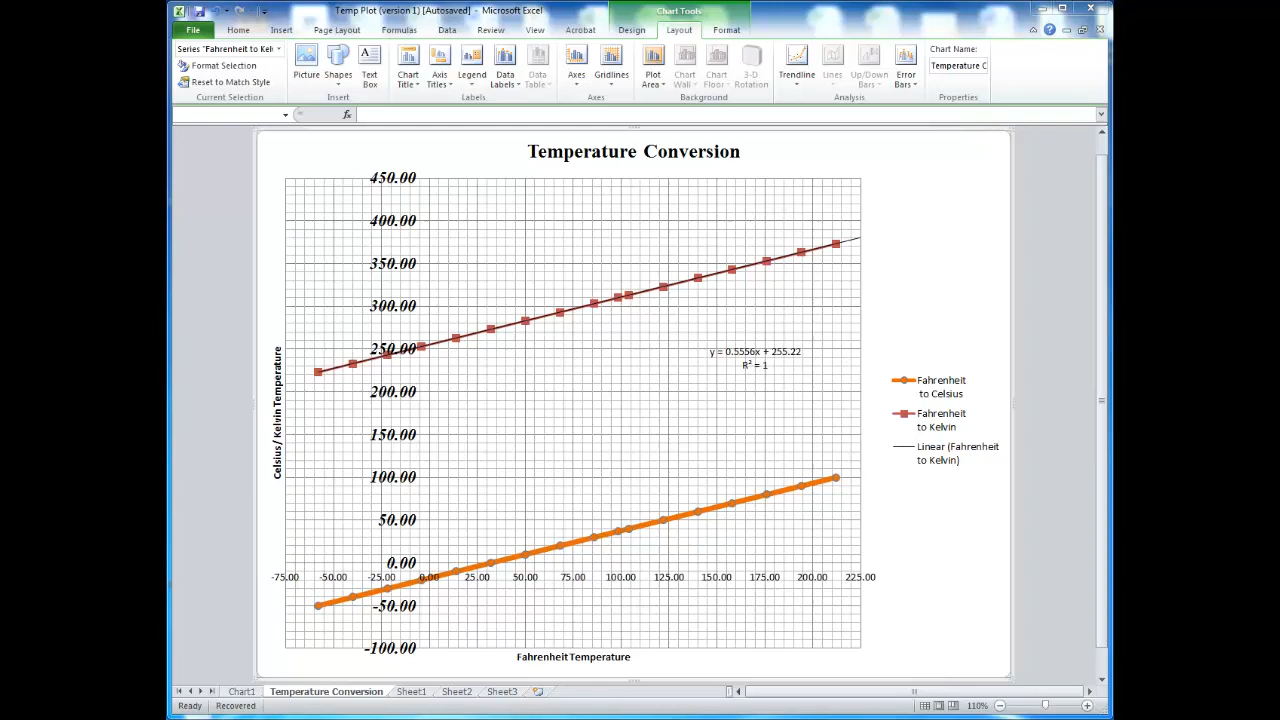 Temp Plot (version 1) [Autosaved] - Microsoft Excel
Chart Tools
File Home Insert Page Layout Formulas Data Review View Acrobat Design Layout Format
Series "Fahrenheit to Kel
Format Selection
Reset to Match Style
Current Selection
Picture
Shapes
Text
Box
Insert
Chart
Title
Axis
Titles
Legend
Data
Labels
Data
Table
Labels
Axes
Gridlines
Axes
Plot
Area
Chart
Wall
Chart
Floor
3-D
Rotation
Background
Trendline
Lines
Up/Down
Bars
Error
Bars
Analysis
Chart Name:
Temperature C
Properties
fx
Temperature Conversion
450.00
400.00
350.00
300.00
250.00
200.00
150.00
100.00
50.00
0.00
-50.00
-100.00
Celsius/ Kelvin Temperature
y = 0.5556x + 255.22
R² = 1
Fahrenheit
to Celsius
Fahrenheit
to Kelvin
Linear (Fahrenheit
to Kelvin)
-75.00 -50.00 -25.00 0.00 25.00 50.00 75.00 100.00 125.00 150.00 175.00 200.00 225.00
Fahrenheit Temperature
Chart1 Temperature Conversion Sheet1 Sheet2 Sheet3
Ready Recovered 110%